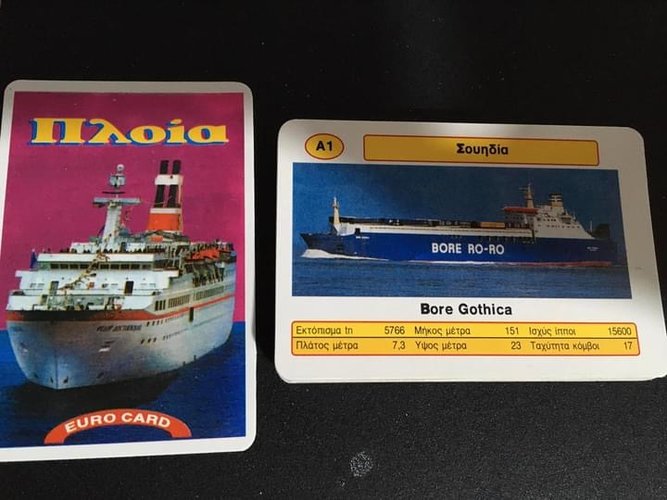 Πλοία
EURO CARD
A1
Σουηδία
BORE RO-RO
Bore Gothica
Εκτόπισμα tn 5766 Μήκος μέτρα 151 Ισχύς ίπποι 15600
Πλάτος μέτρα 7,3 Υψος μέτρα 23 Ταχύτητα κόμβοι 17